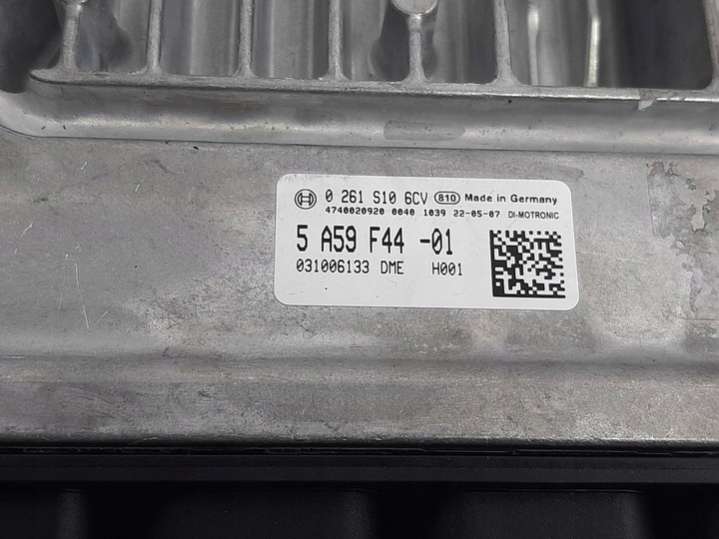 0 261 S10 6CV 810 Made in Germany
4740020920 0040 1039 22-05-07 DI-MOTRONIC
5 A59 F44 -01
031006133 DME H001